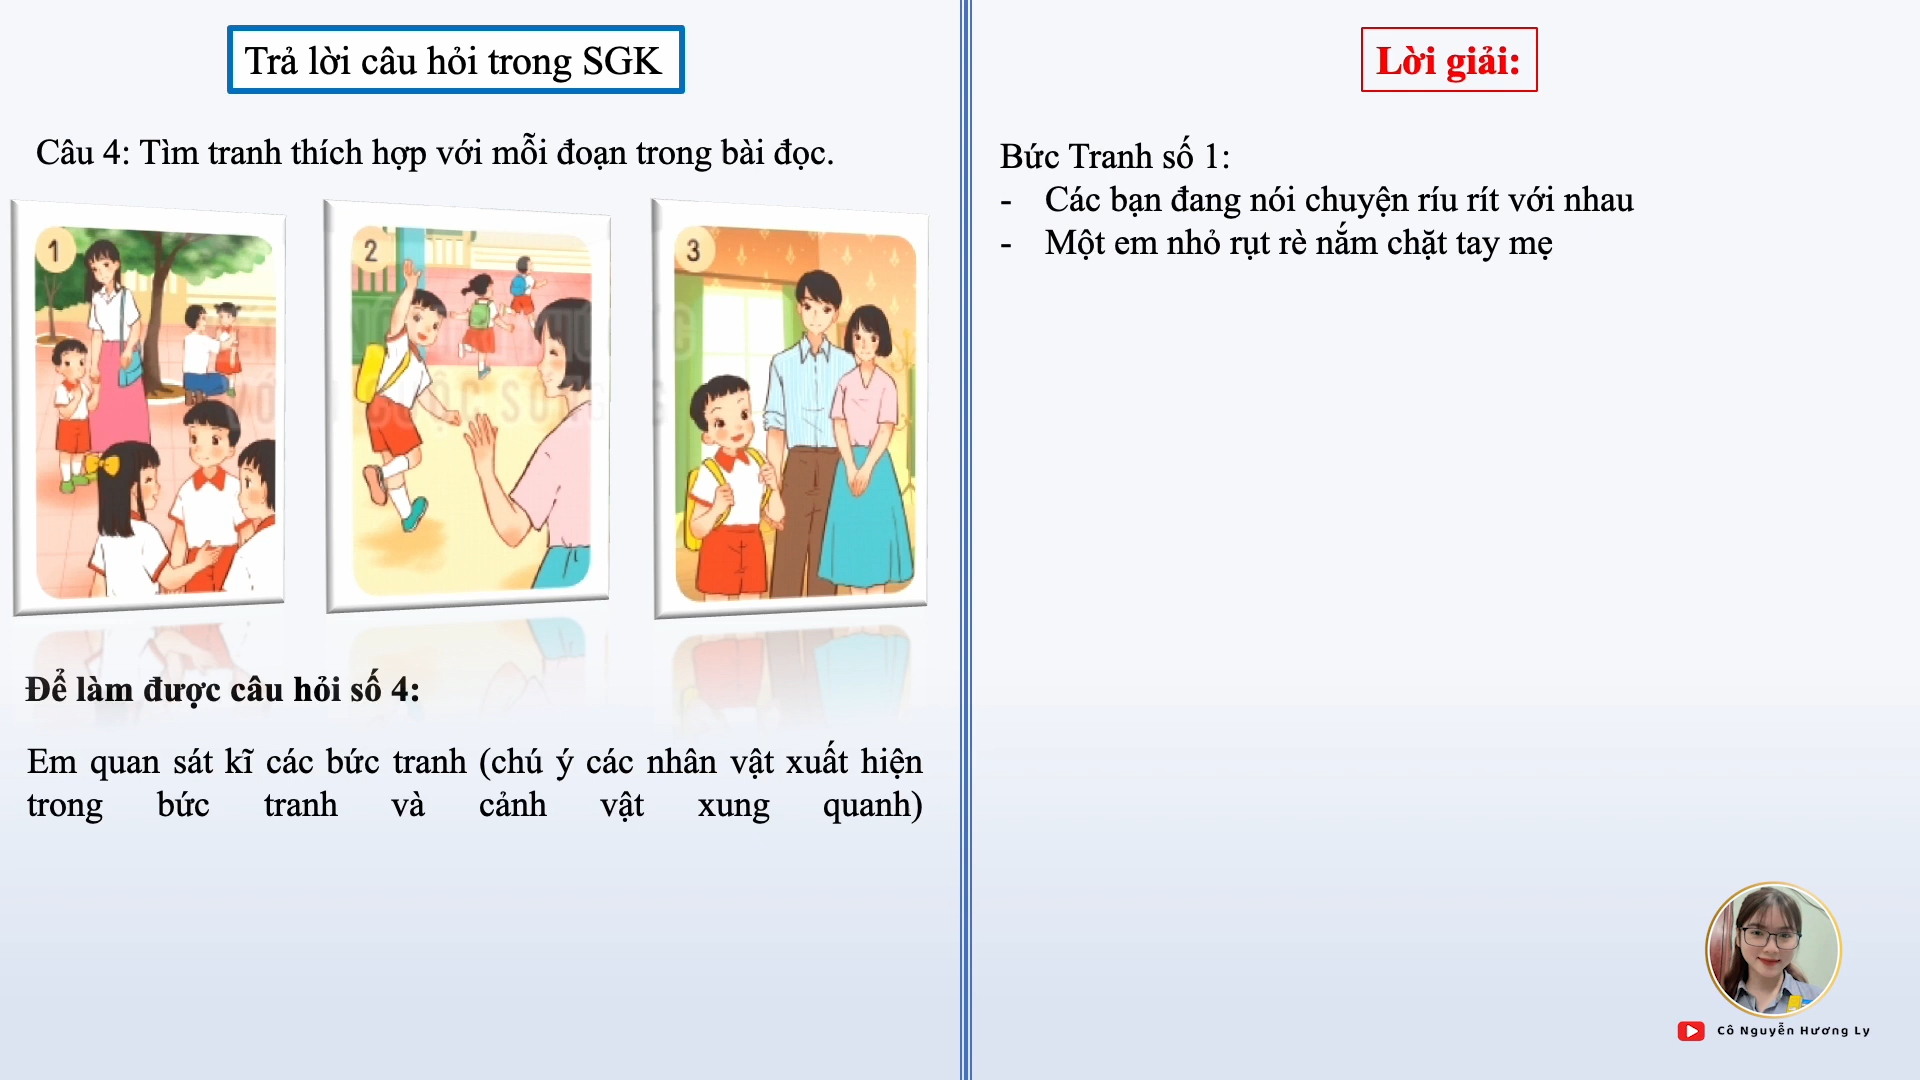 Trả lời câu hỏi trong SGK
Câu 4: Tìm tranh thích hợp với mỗi đoạn trong bài đọc.
1
2
3
Để làm được câu hỏi số 4:
Em quan sát kĩ các bức tranh (chú ý các nhân vật xuất hiện
trong bức tranh và cảnh vật xung quanh)
Lời giải:
Bức Tranh số 1:
- Các bạn đang nói chuyện ríu rít với nhau
- Một em nhỏ rụt rè nắm chặt tay mẹ
Cô Nguyễn Hương Ly